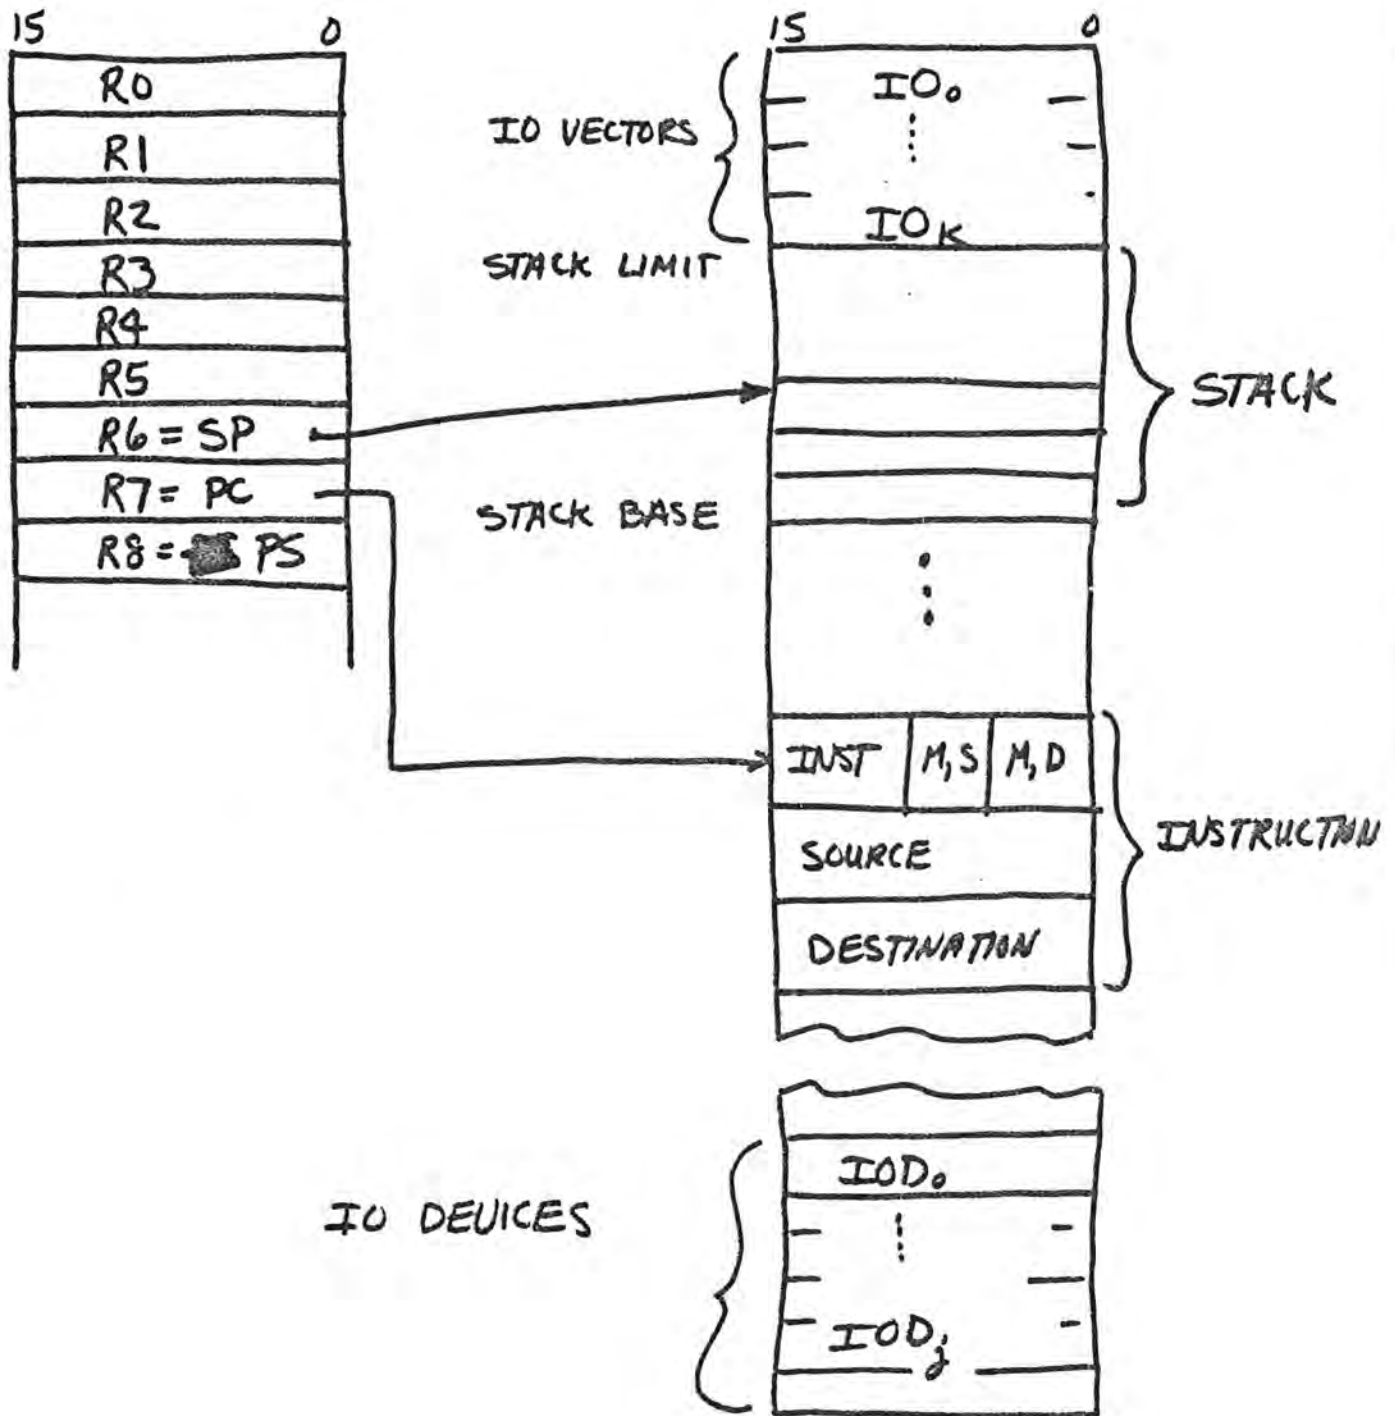 15 0
R0
R1
R2
R3
R4
R5
R6 = SP
R7 = PC
R8 = PS
15 0
IO VECTORS
IO₀
IOₖ
STACK LIMIT
STACK
STACK BASE
INST M,S M,D
SOURCE
DESTINATION
INSTRUCTION
IO DEVICES
IOD₀
IODⱼ